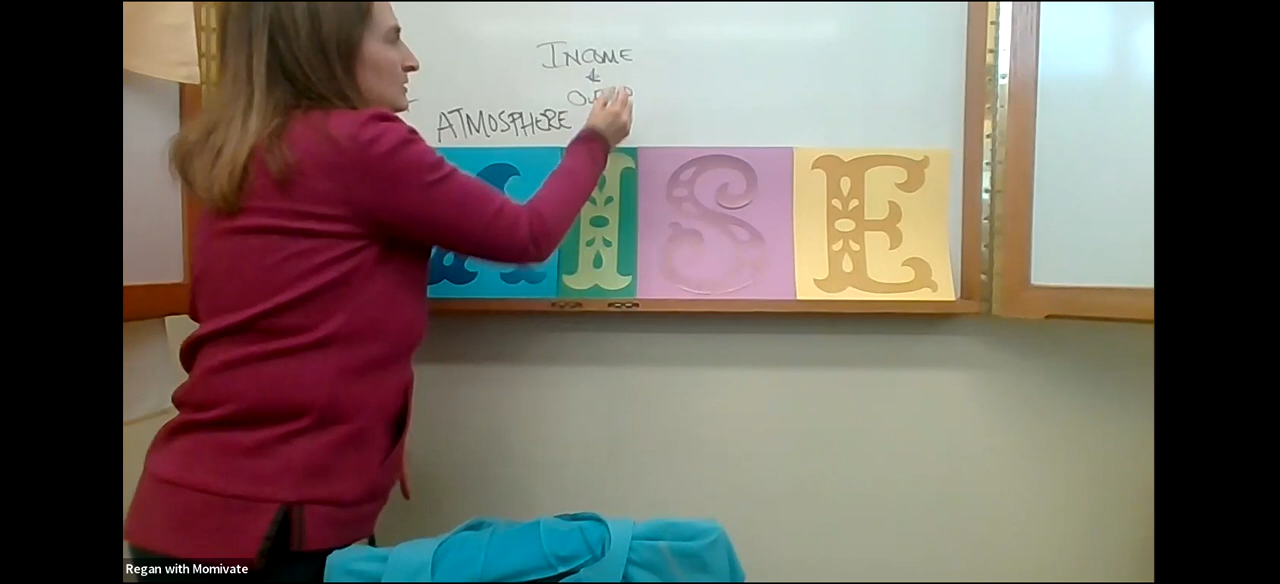 INCOME
&
ATMOSPHERE
I S E
Regan with Momivate